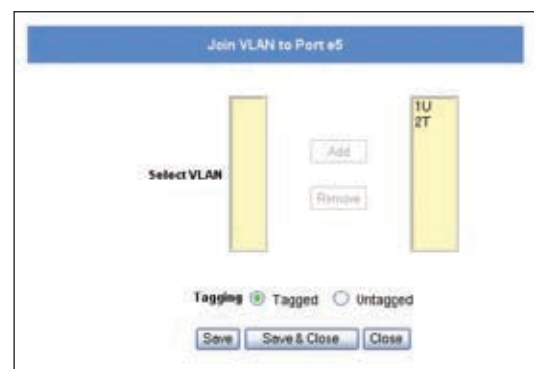 Join VLAN to Port e5
1U
2T
Add
Select VLAN
Remove
Tagging Tagged Untagged
Save Save & Close Close